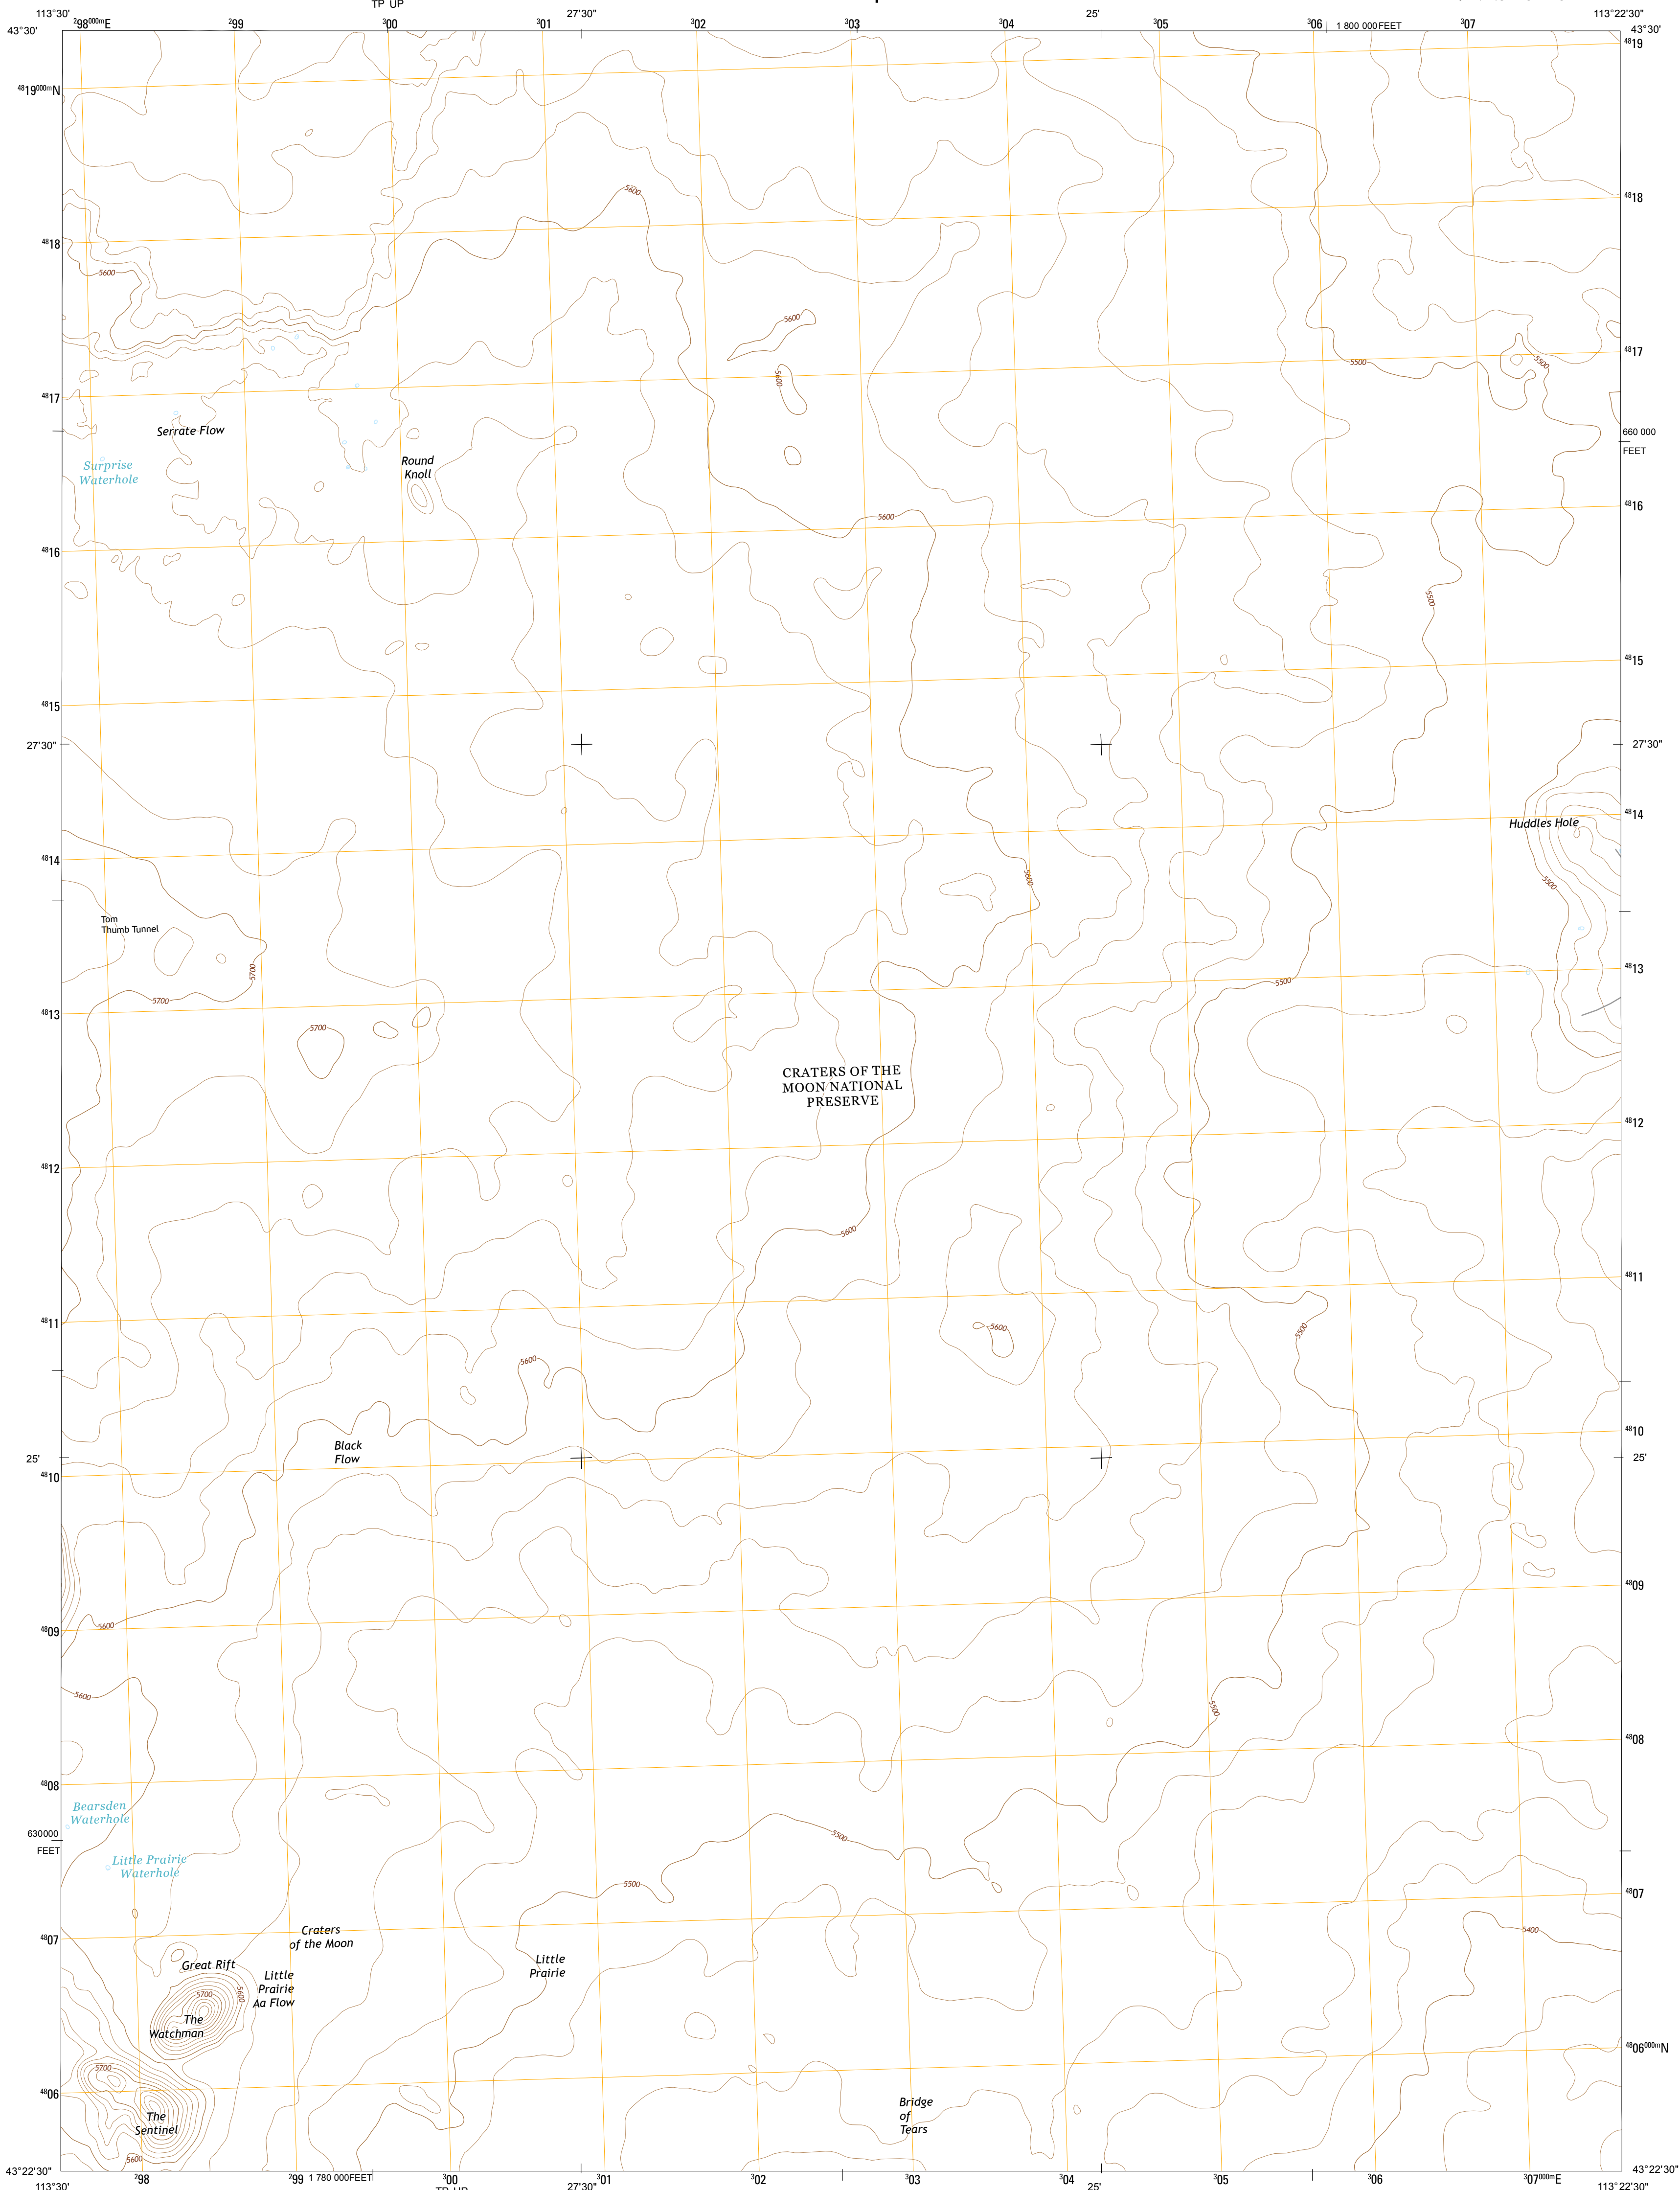 TP UP
113°30' 298000mE 299 300 301 27'30" 302 303 304 25' 305 306 1 800 000 FEET 307 113°22'30"
43°30' 43°30'
4819
4819000mN
4818
5600
4818
5600
5600
4817
5500
5500
5600
4817
660 000
FEET
Serrate Flow
Surprise
Waterhole
Round
Knoll
4816
5600
4816
5500
4815
4815
27'30" 27'30"
4814
Huddles Hole
4814
5600
5500
Tom
Thumb Tunnel
5700
4813
5500
5700
4813
5700
CRATERS OF THE
MOON NATIONAL
PRESERVE
4812
4812
5600
4811
4811
5600
5500
5600
4810
Black
Flow
25' 25'
4810
4809
5600
4809
5600
5500
4808
4808
Bearsden
Waterhole
630000
FEET
5500
Little Prairie
Waterhole
5500
4807
5400
Craters
of the Moon
4807
Great Rift
Little
Prairie
Little
Prairie
Aa Flow
5600
5700
The
Watchman
4806000mN
5700
4806
Bridge
of
Tears
The
Sentinel
5600
43°22'30" 43°22'30"
298 299 1 780 000FEET 300 301 302 303 304 305 306 307000mE
113°30' TP UP 27'30" 25' 113°22'30"